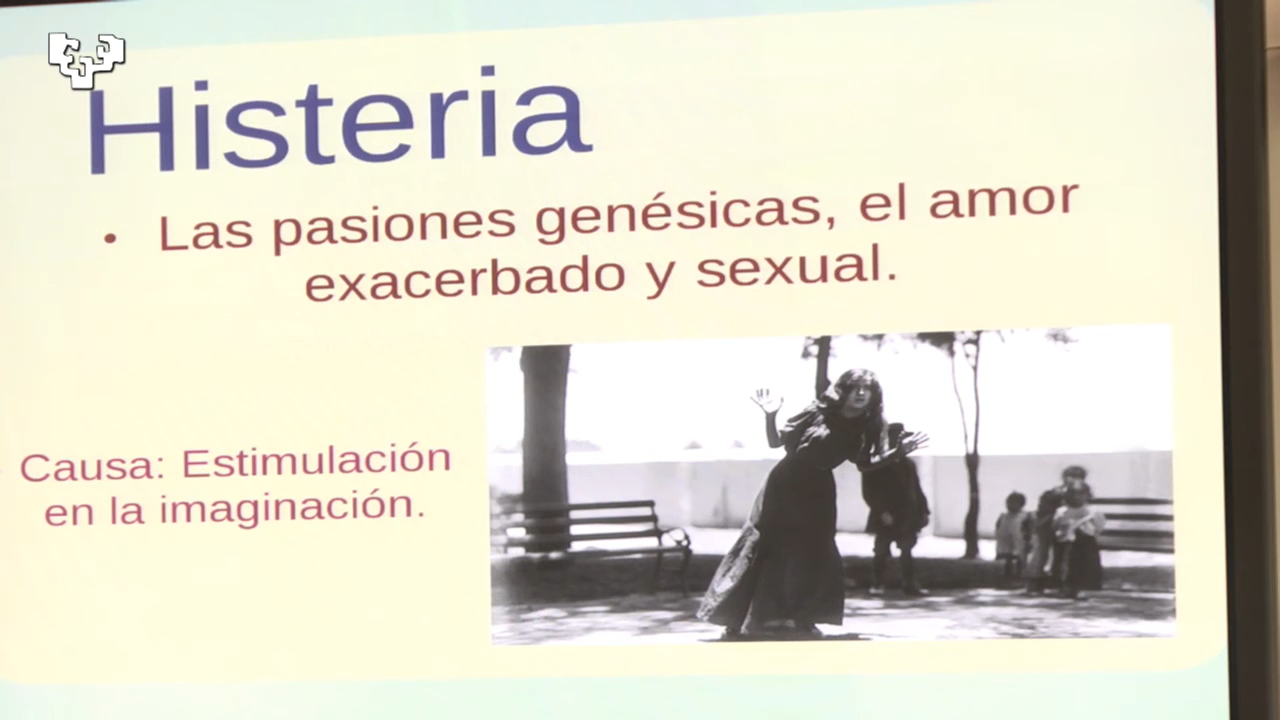 Histeria
• Las pasiones genésicas, el amor
exacerbado y sexual.
Causa: Estimulación
en la imaginación.